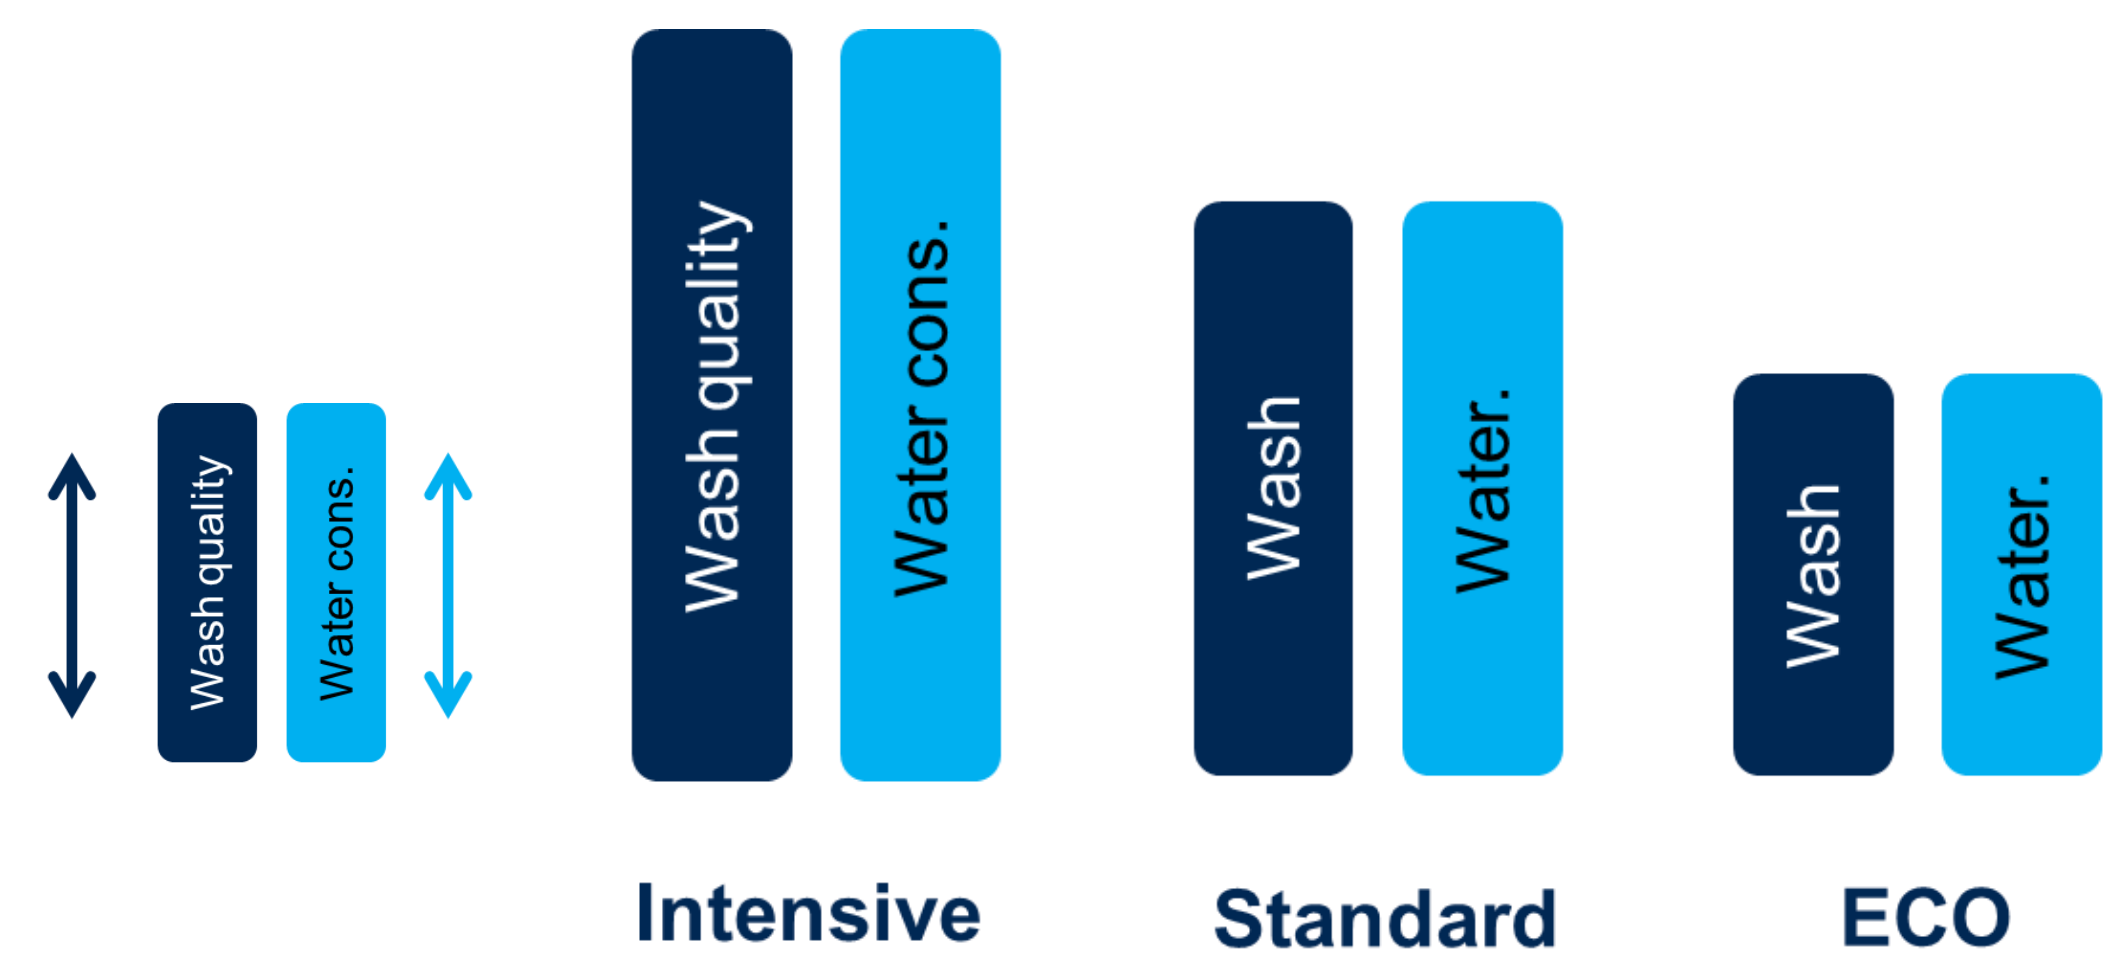 Wash quality
Water cons.
Wash quality
Water cons.
Wash
Water.
Wash
Water.
Intensive
Standard
ECO